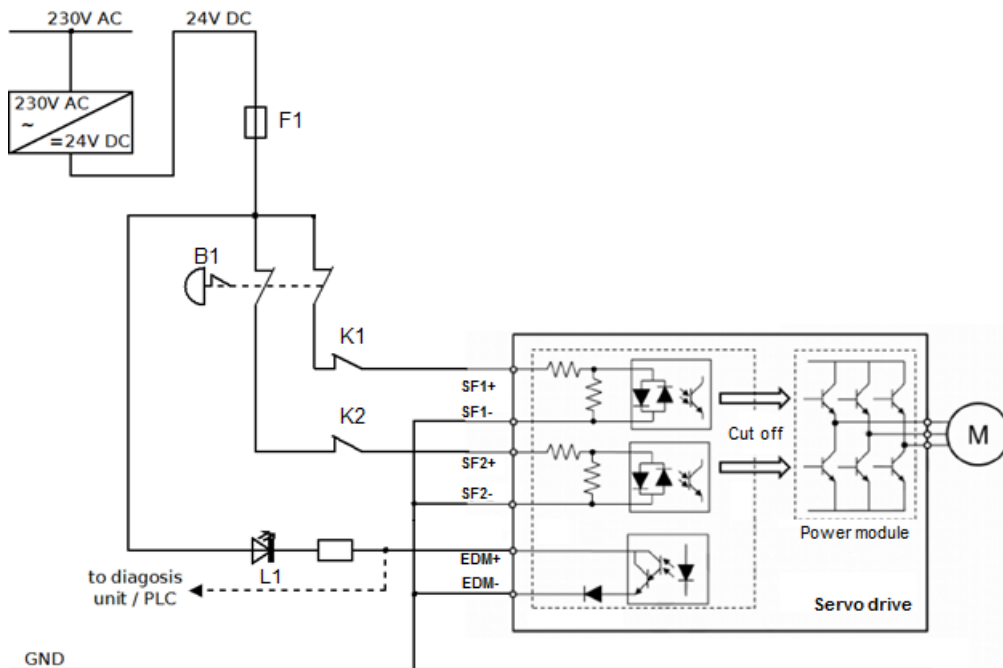 230V AC
24V DC
230V AC
~
=24V DC
F1
B1
K1
SF1+
SF1-
K2
SF2+
SF2-
Cut off
M
Power module
L1
EDM+
EDM-
to diagosis
unit / PLC
Servo drive
GND